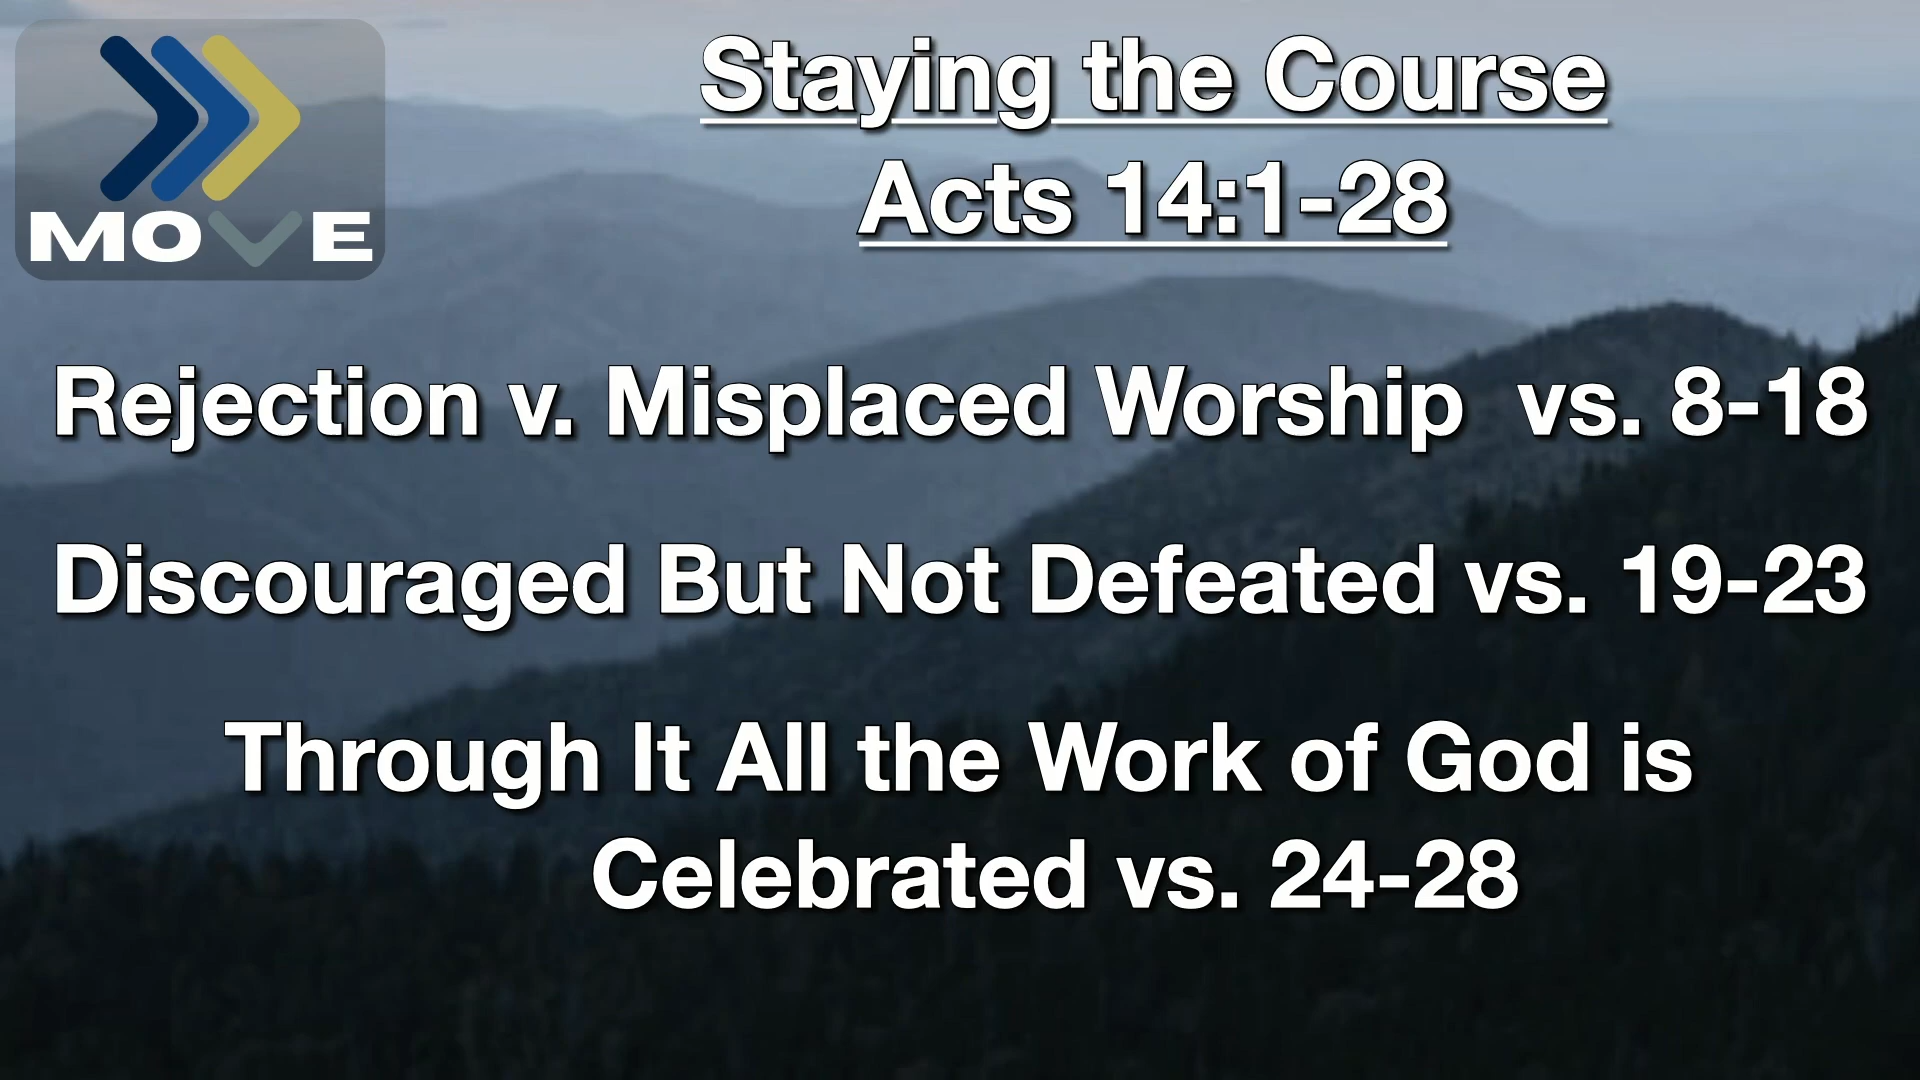 MOVE
Staying the Course
Acts 14:1-28
Rejection v. Misplaced Worship vs. 8-18
Discouraged But Not Defeated vs. 19-23
Through It All the Work of God is
Celebrated vs. 24-28